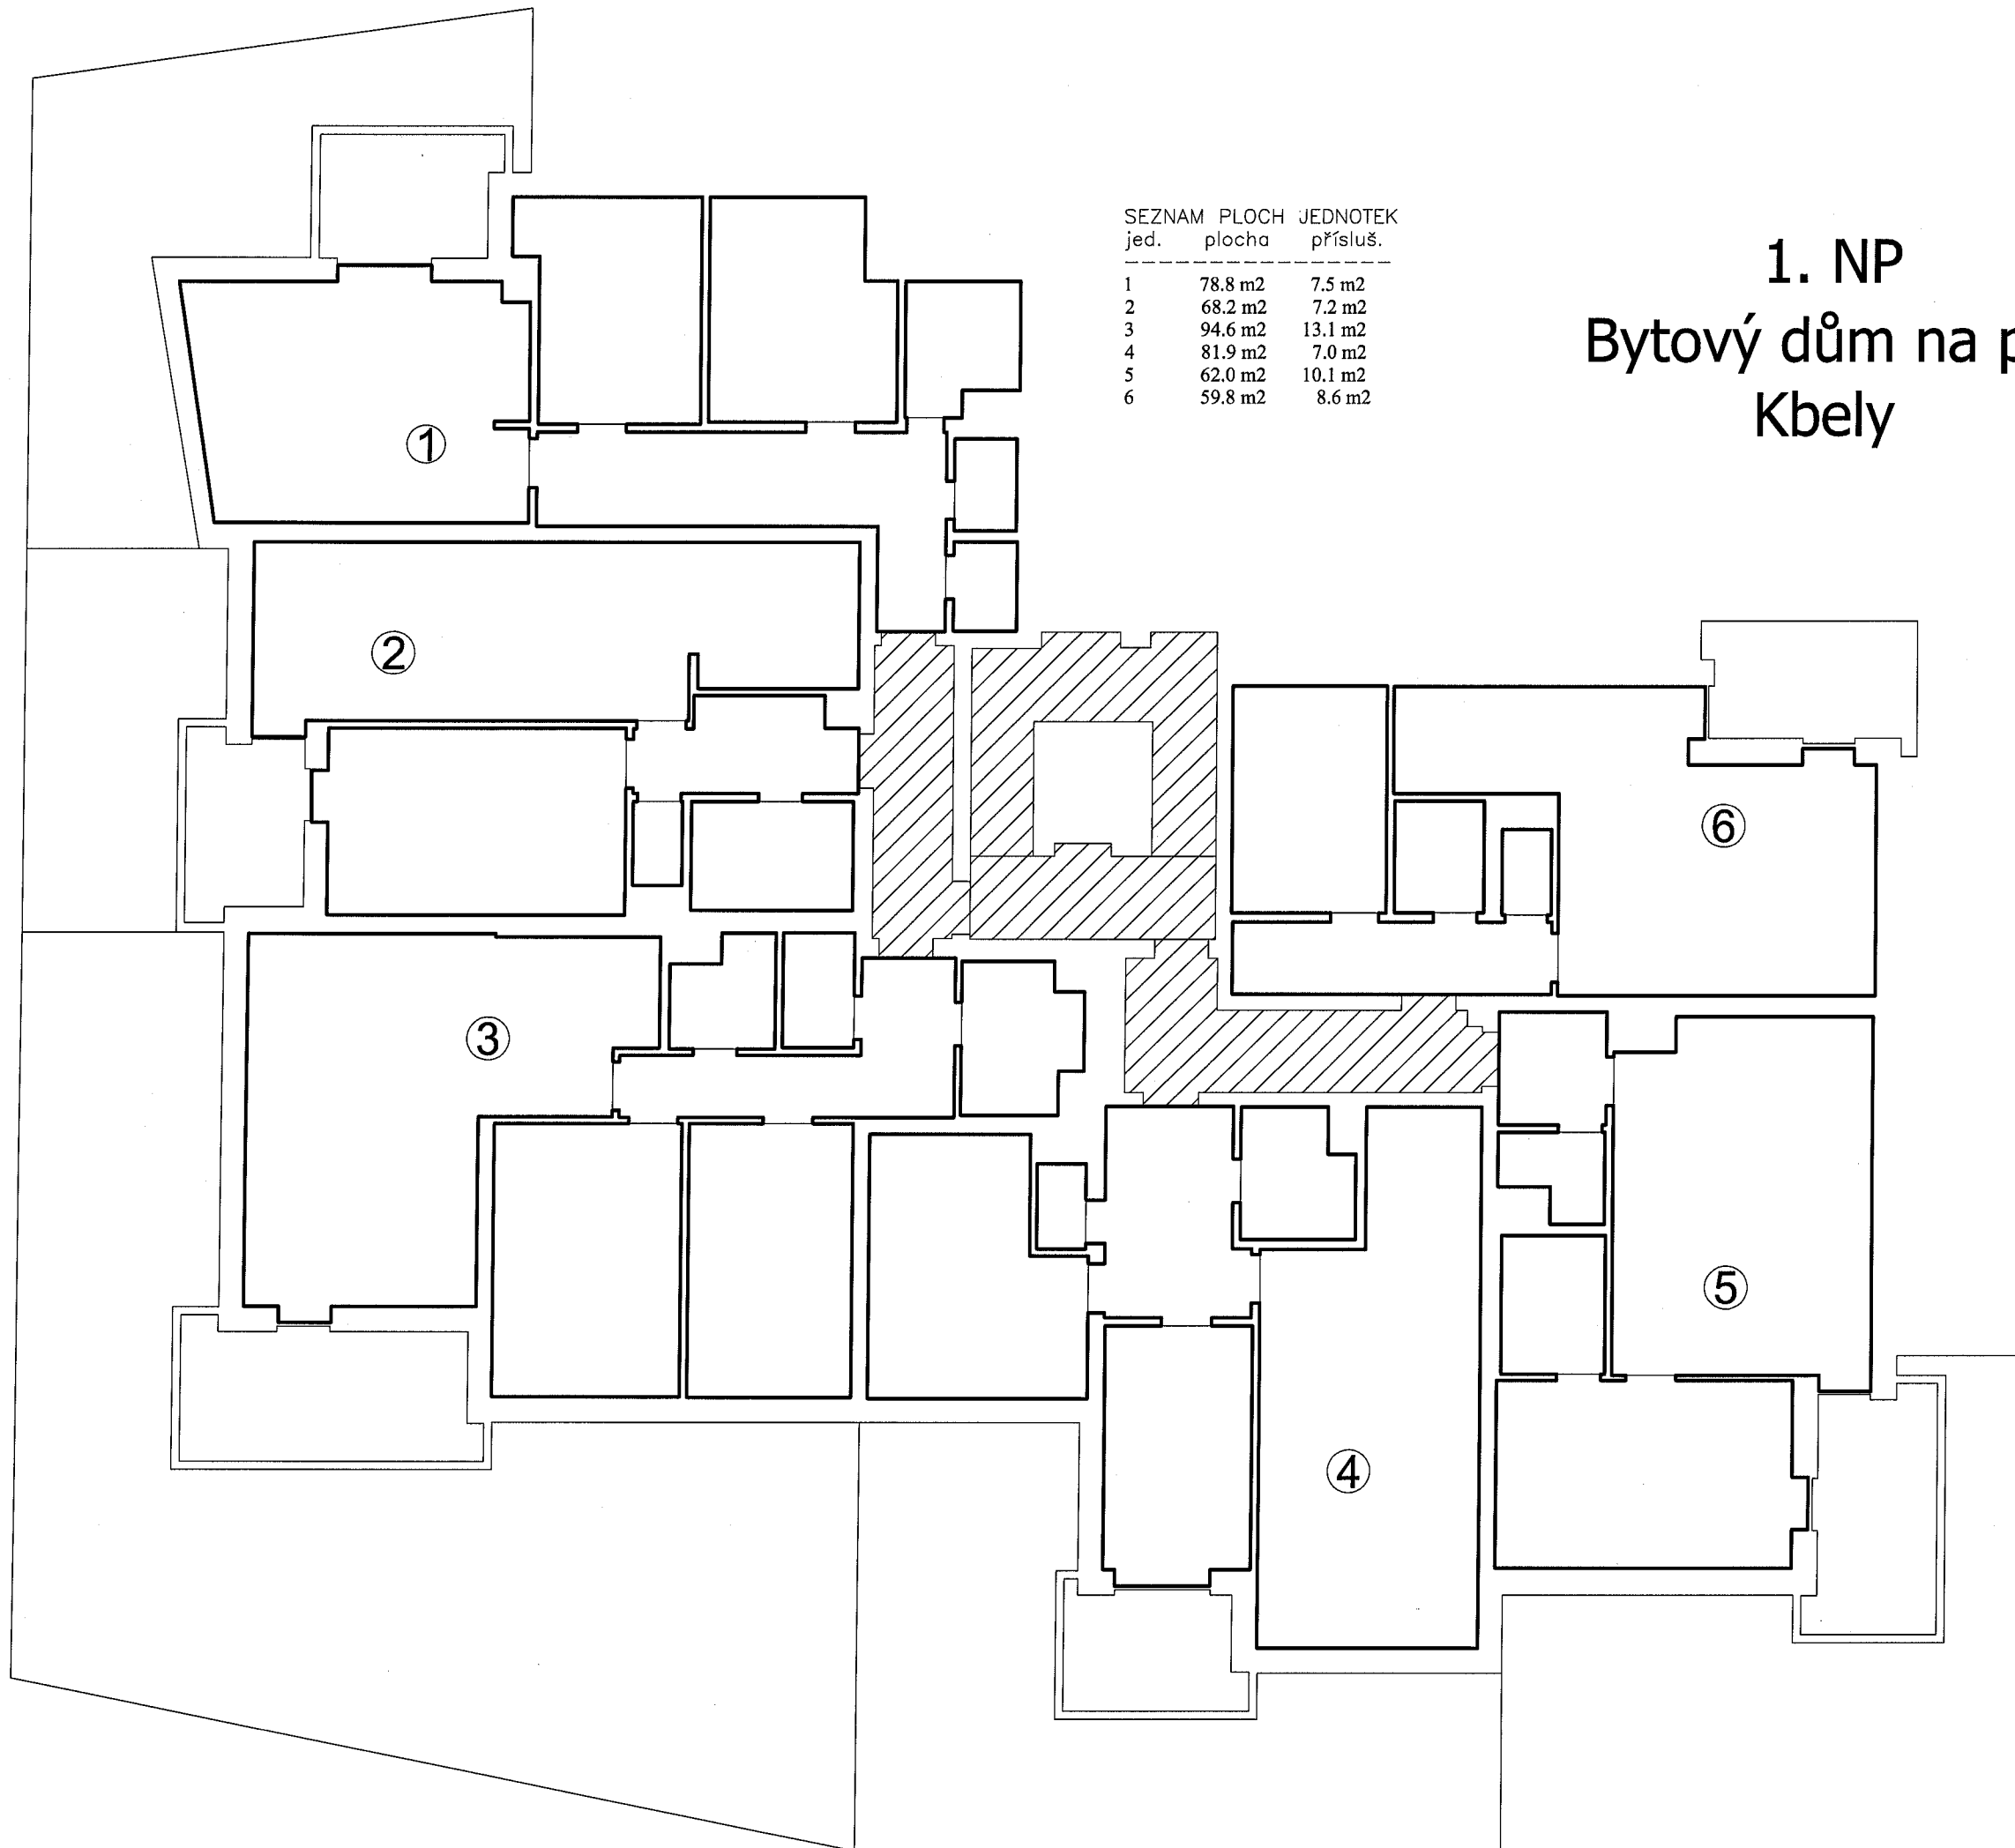 SEZNAM PLOCH JEDNOTEK
jed. plocha přísluš.
1 78.8 m2 7.5 m2
2 68.2 m2 7.2 m2
3 94.6 m2 13.1 m2
4 81.9 m2 7.0 m2
5 62.0 m2 10.1 m2
6 59.8 m2 8.6 m2
1. NP
Bytový dům na p
Kbely
1
2
6
3
5
4